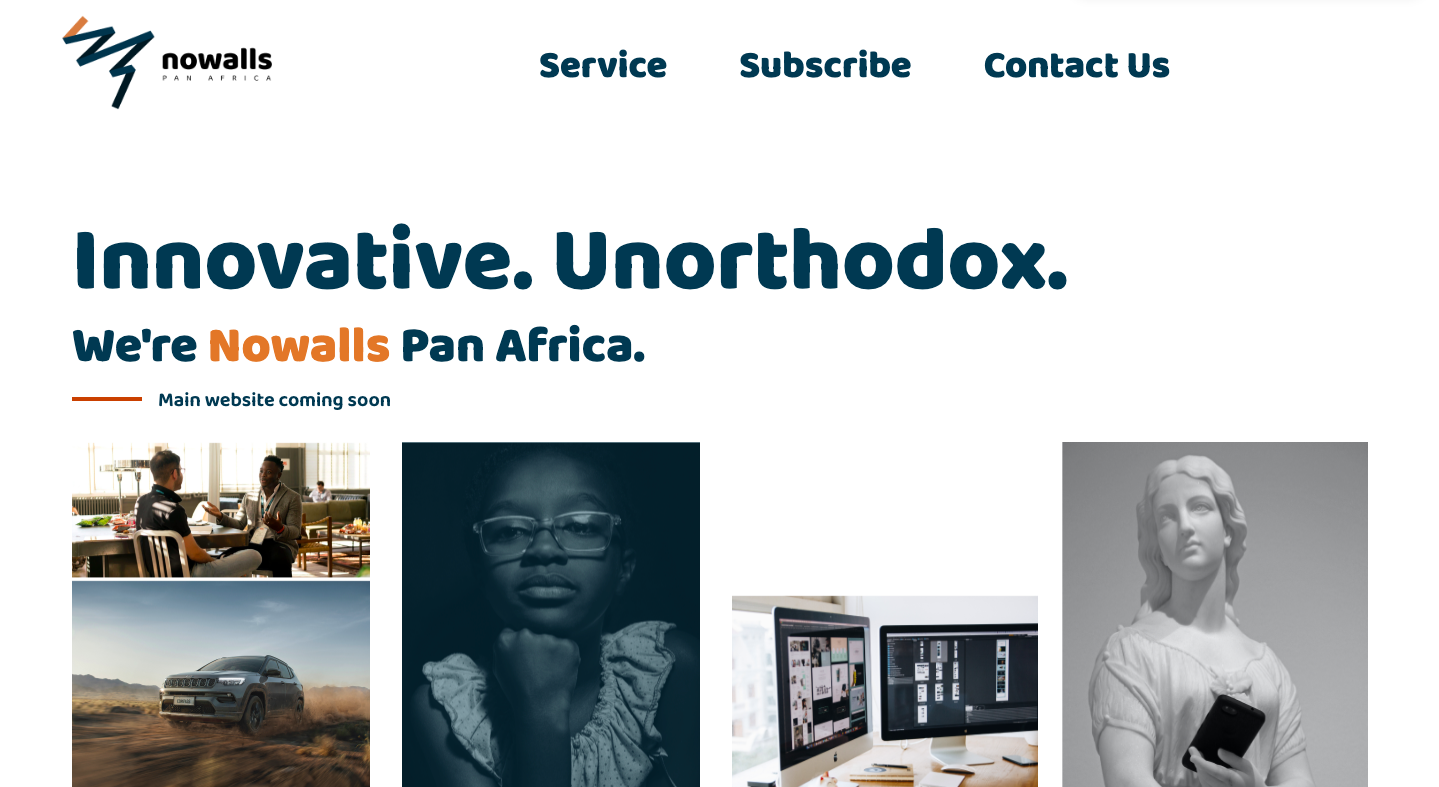 nowalls
PAN AFRICA
Service
Subscribe
Contact Us
Innovative. Unorthodox.
We're Nowalls Pan Africa.
Main website coming soon